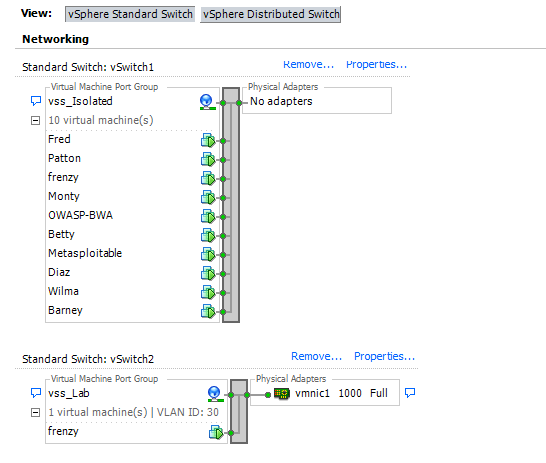 View: vSphere Standard Switch vSphere Distributed Switch
Networking
Standard Switch: vSwitch1 Remove... Properties...
Virtual Machine Port Group Physical Adapters
vss_Isolated No adapters
10 virtual machine(s)
Fred
Patton
frenzy
Monty
OWASP-BWA
Betty
Metasploitable
Diaz
Wilma
Barney
Standard Switch: vSwitch2 Remove... Properties...
Virtual Machine Port Group Physical Adapters
vss_Lab vmnic1 1000 Full
1 virtual machine(s) | VLAN ID: 30
frenzy